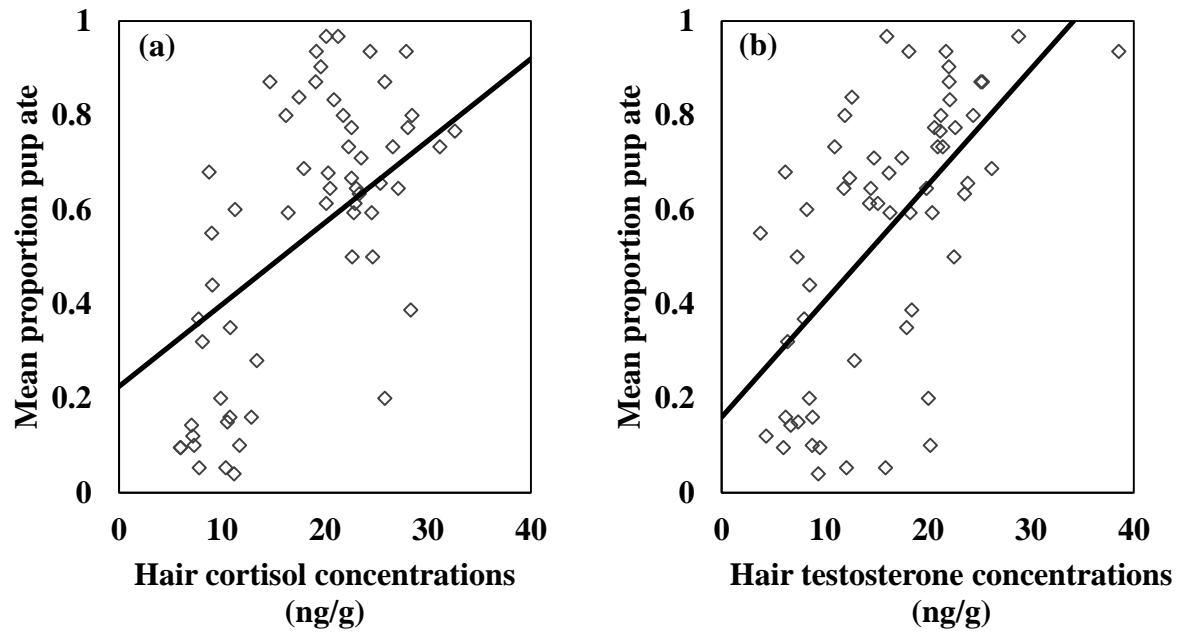 (a)
Mean proportion pup ate
1
0.8
0.6
0.4
0.2
0
0 10 20 30 40
Hair cortisol concentrations
(ng/g)
(b)
Mean proportion pup ate
1
0.8
0.6
0.4
0.2
0
0 10 20 30 40
Hair testosterone concentrations
(ng/g)